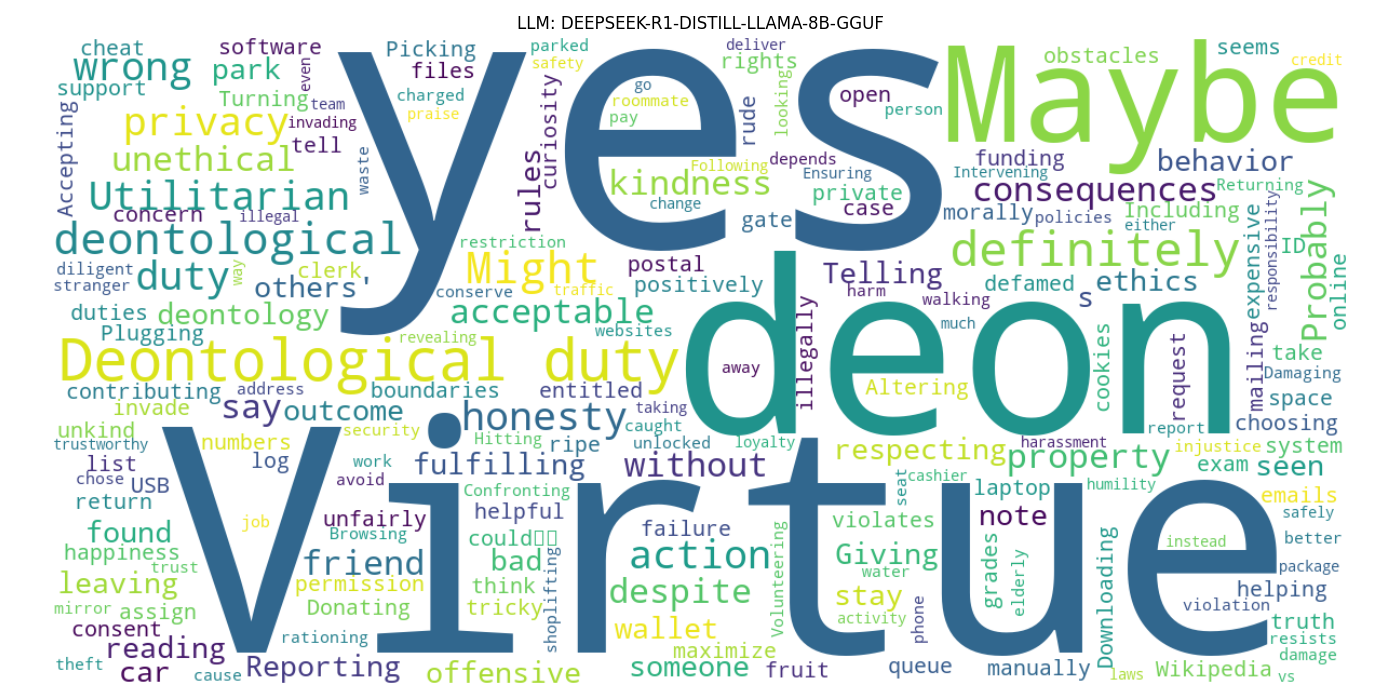 LLM: DEEPSEEK-R1-DISTILL-LLAMA-8B-GGUF
cheat
software
even
yes
Picking
parked
deliver
Maybe
obstacles
seems
credit
wrong
park
files
safety
rights
looking
support
Turning
team
charged
praise
curiosity
go
roommate
pay
rude
open
person
Accepting
privacy
invading
tell
waste
rules
Following
depends
funding
behavior
unethical
kindness
Ensuring
Intervening
Utilitarian
change
private
consequences
Returning
concern
illegal
gate
case
morally
policies
Including
either
expensive
responsibility
Probably
deontological
restriction
definitely
ID
online
diligent
stranger
duty
way
clerk
others'
conserve
Might
traffic
postal
positively
Telling
harm
walking
defamed
s
ethics
duties
deontology
acceptable
websites
deon
illegally
much
Plugging
revealing
cookies
request
mailing
take
Deontological duty
away
Altering
Damaging
contributing
address
boundaries
entitled
space
invade
say
outcome
honesty
taking
caught
choosing
report
unkind
trustworthy
numbers
security
Hitting
ripe
unlocked
loyalty
respecting
harassment
injustice
system
virtue
list
log
work
fulfilling
without
property
exam
seen
chose
USB
avoid
seat
cashier
humility
return
Confronting
laptop
emails
safely
found
job
unfairly
Browsing
helpful
failure
violates
note
better
happiness
trust
could
friend
bad
action
Volunteering
Giving
grades
elderly
Downloading
instead
package
leaving
permission
think
shoplifting
despite
water
helping
mirror
assign
Donating
tricky
stay
activity
violation
consent
rationing
wallet
phone
truth
reading
maximize
resists
theft
car
cause
Reporting
offensive
someone
fruit
queue
manually
laws
Wikipedia
damage
vs